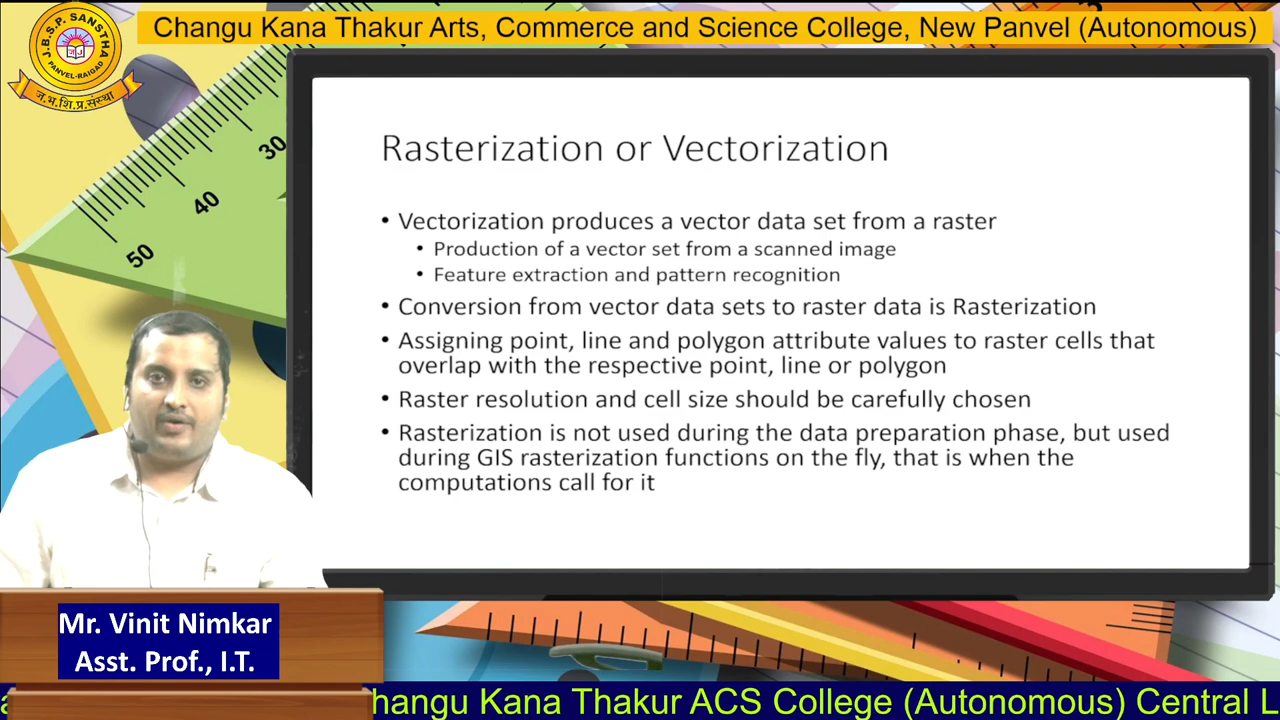 Changu Kana Thakur Arts, Commerce and Science College, New Panvel (Autonomous)
J.B.S.P. SANSTHA
PANVEL-RAIGAD
ज.भ.शि.प्र.संस्था
30
40
50
Rasterization or Vectorization
• Vectorization produces a vector data set from a raster
• Production of a vector set from a scanned image
• Feature extraction and pattern recognition
• Conversion from vector data sets to raster data is Rasterization
• Assigning point, line and polygon attribute values to raster cells that
overlap with the respective point, line or polygon
• Raster resolution and cell size should be carefully chosen
• Rasterization is not used during the data preparation phase, but used
during GIS rasterization functions on the fly, that is when the
computations call for it
Mr. Vinit Nimkar
Asst. Prof., I.T.
hangu Kana Thakur ACS College (Autonomous) Central L